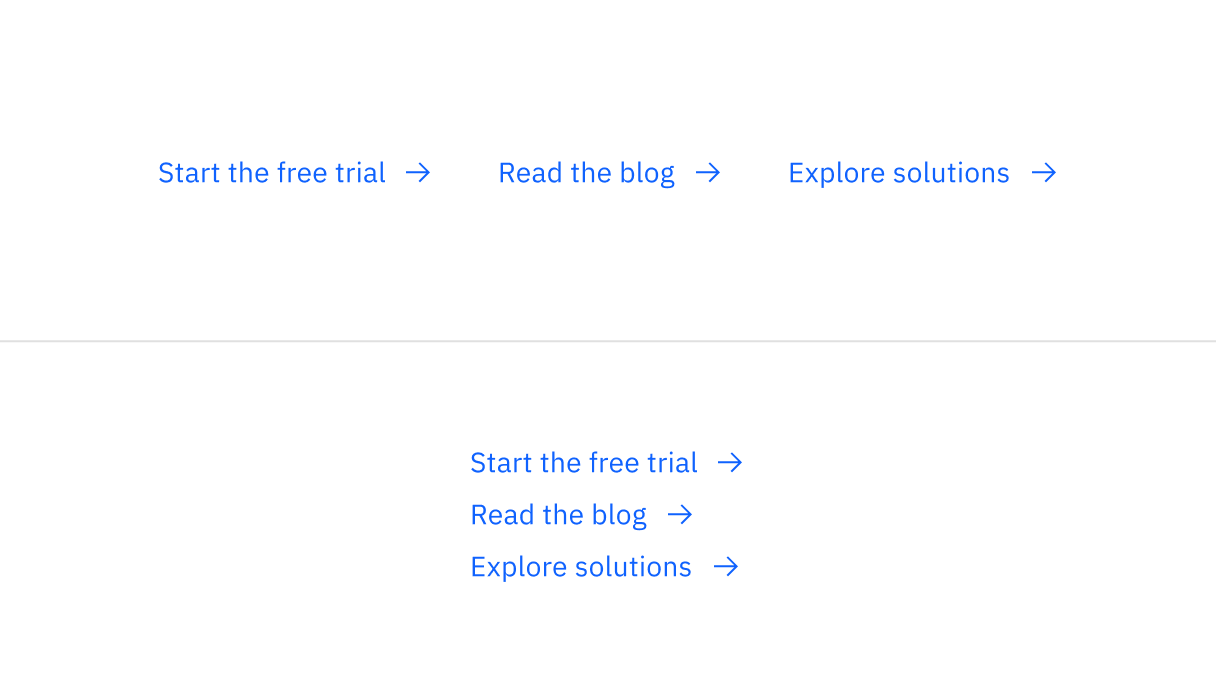 Start the free trial → Read the blog → Explore solutions →
Start the free trial →
Read the blog →
Explore solutions →